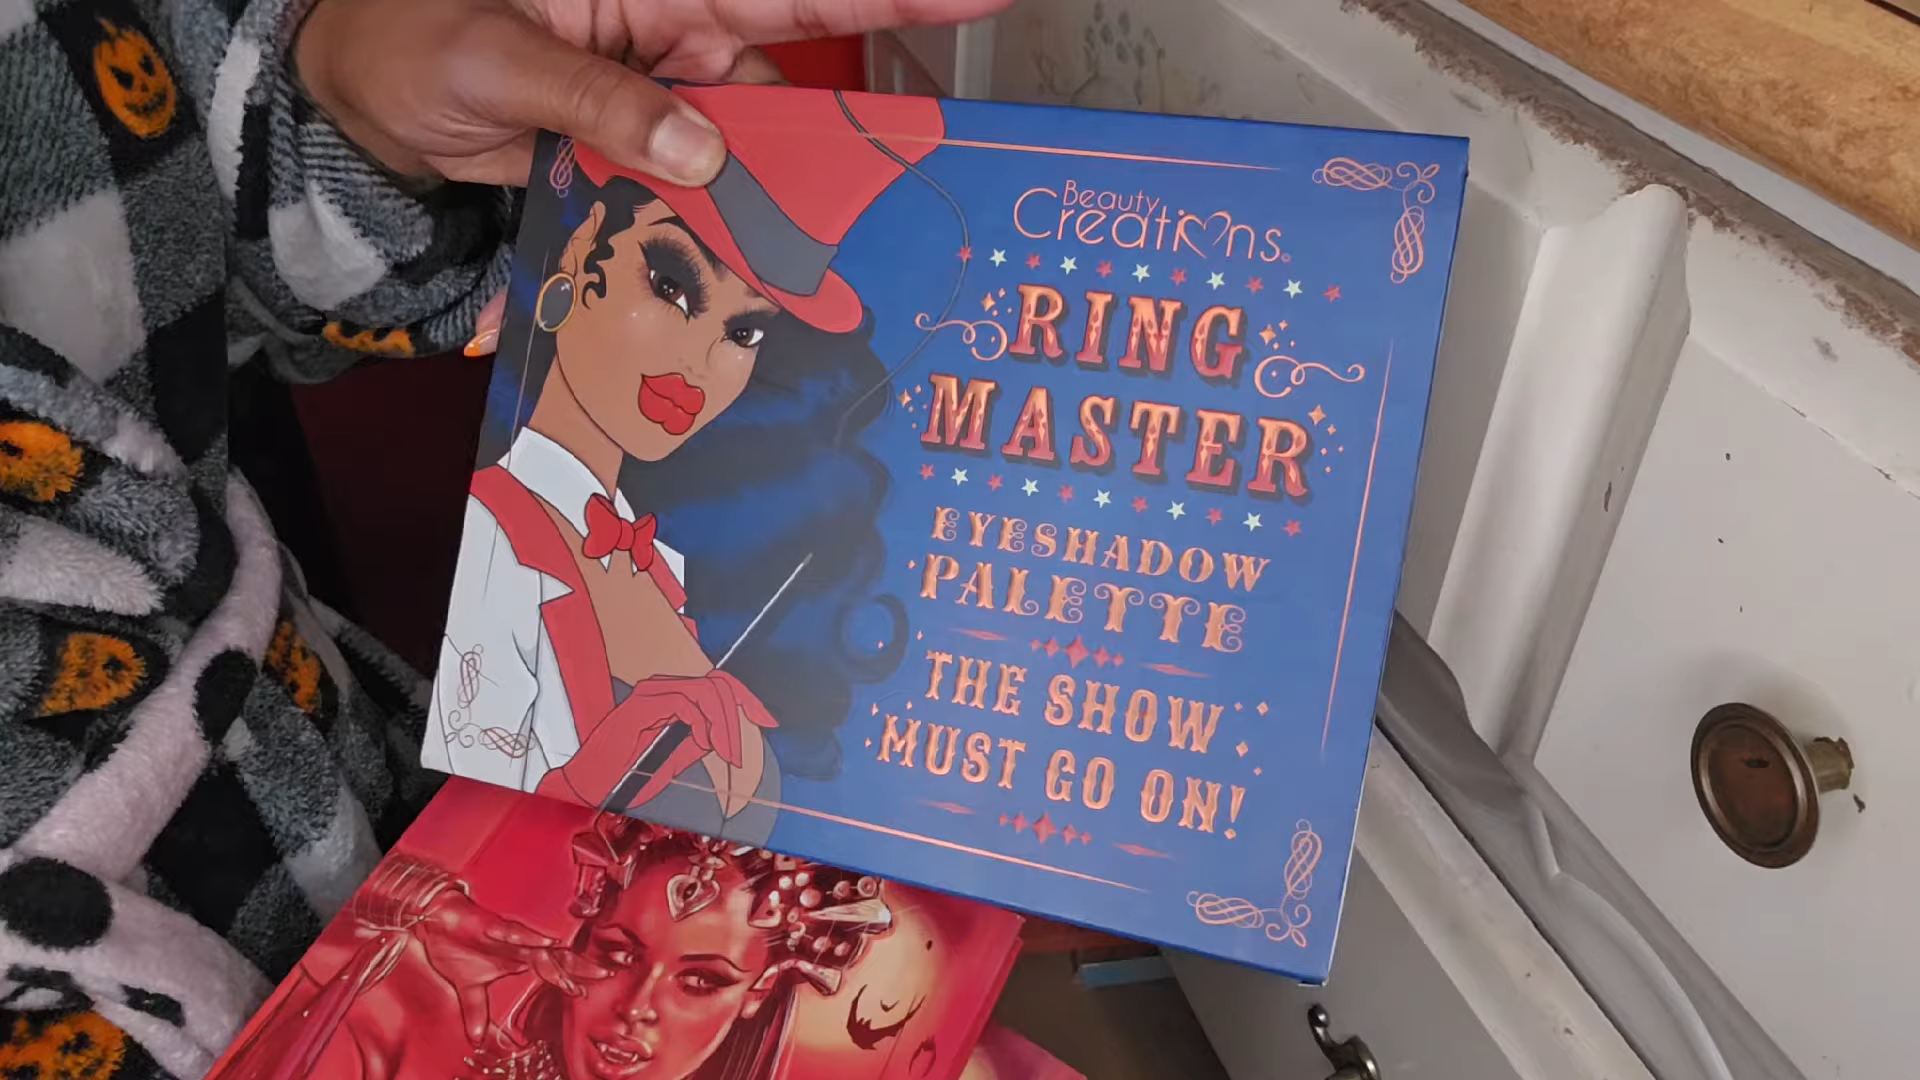 Beauty
Creations
RING
MASTER
EYESHADOW
PALETTE
THE SHOW
MUST GO ON!